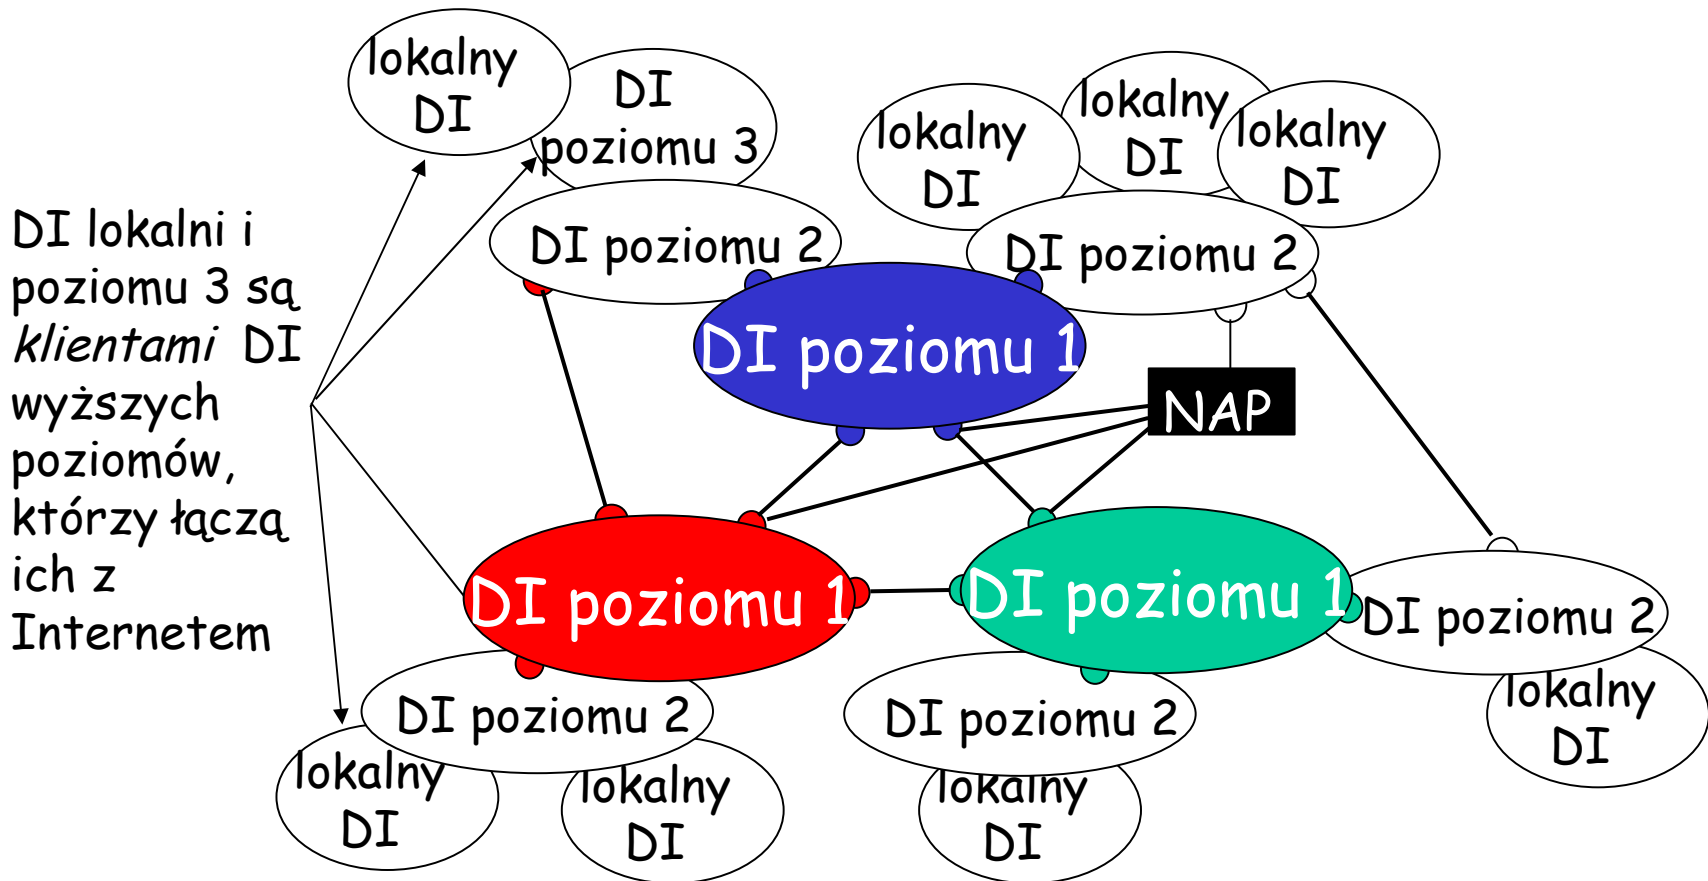 lokalny
DI
DI
poziomu 3
lokalny
DI
lokalny
DI
lokalny
DI
DI lokalni i
poziomu 3 są
klientami DI
wyższych
poziomów,
którzy łączą
ich z
Internetem
DI poziomu 2
DI poziomu 2
DI poziomu 1
NAP
DI poziomu 1
DI poziomu 1
DI poziomu 2
DI poziomu 2
DI poziomu 2
lokalny
DI
lokalny
DI
lokalny
DI
lokalny
DI